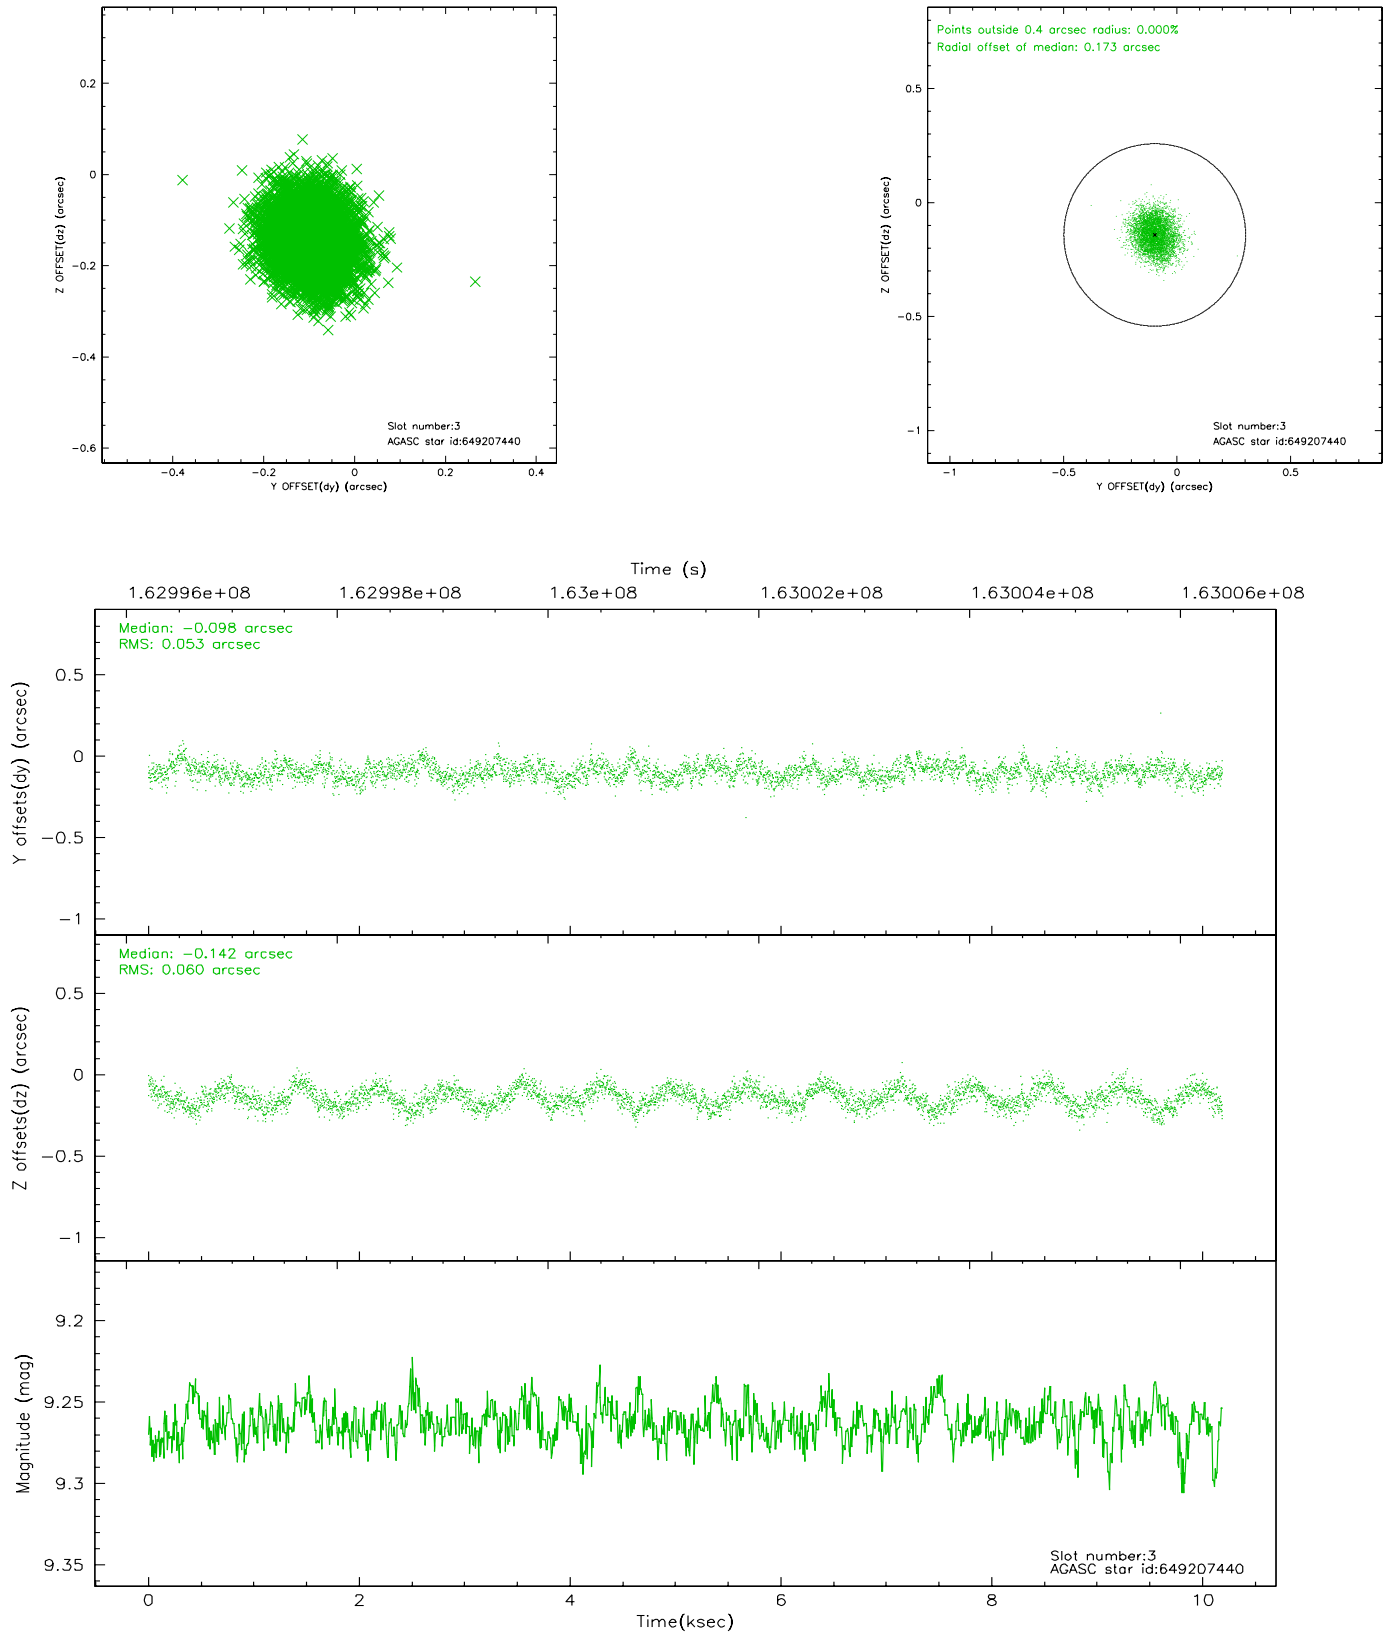 0.2
0
−0.2
−0.4
−0.6
Z OFFSET(dz) (arcsec)
Slot number:3
AGASC star id:649207440
−0.4 −0.2 0 0.2 0.4
Y OFFSET(dy) (arcsec)
Points outside 0.4 arcsec radius: 0.000%
Radial offset of median: 0.173 arcsec
0.5
0
−0.5
−1
Z OFFSET(dz) (arcsec)
Slot number:3
AGASC star id:649207440
−1 −0.5 0 0.5
Y OFFSET(dy) (arcsec)
Time (s)
1.62996e+08 1.62998e+08 1.63e+08 1.63002e+08 1.63004e+08 1.63006e+08
Median: −0.098 arcsec
RMS: 0.053 arcsec
0.5
0
−0.5
−1
Y offsets(dy) (arcsec)
Median: −0.142 arcsec
RMS: 0.060 arcsec
0.5
0
−0.5
−1
Z offsets(dz) (arcsec)
9.2
9.25
9.3
9.35
Magnitude (mag)
Slot number:3
AGASC star id:649207440
0 2 4 6 8 10
Time(ksec)